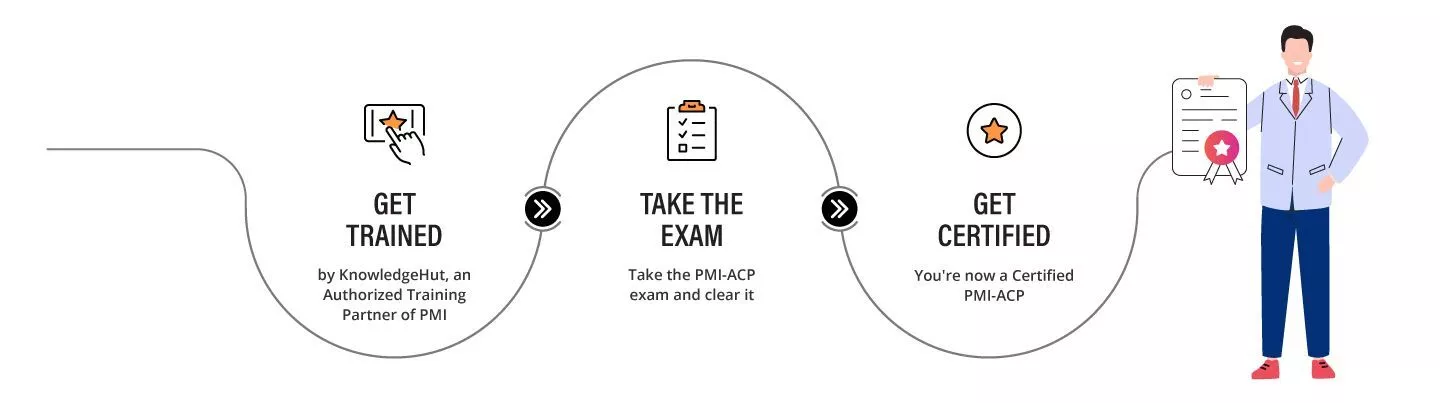 GET
TRAINED
by KnowledgeHut, an
Authorized Training
Partner of PMI
TAKE THE
EXAM
Take the PMI-ACP
exam and clear it
GET
CERTIFIED
You're now a Certified
PMI-ACP